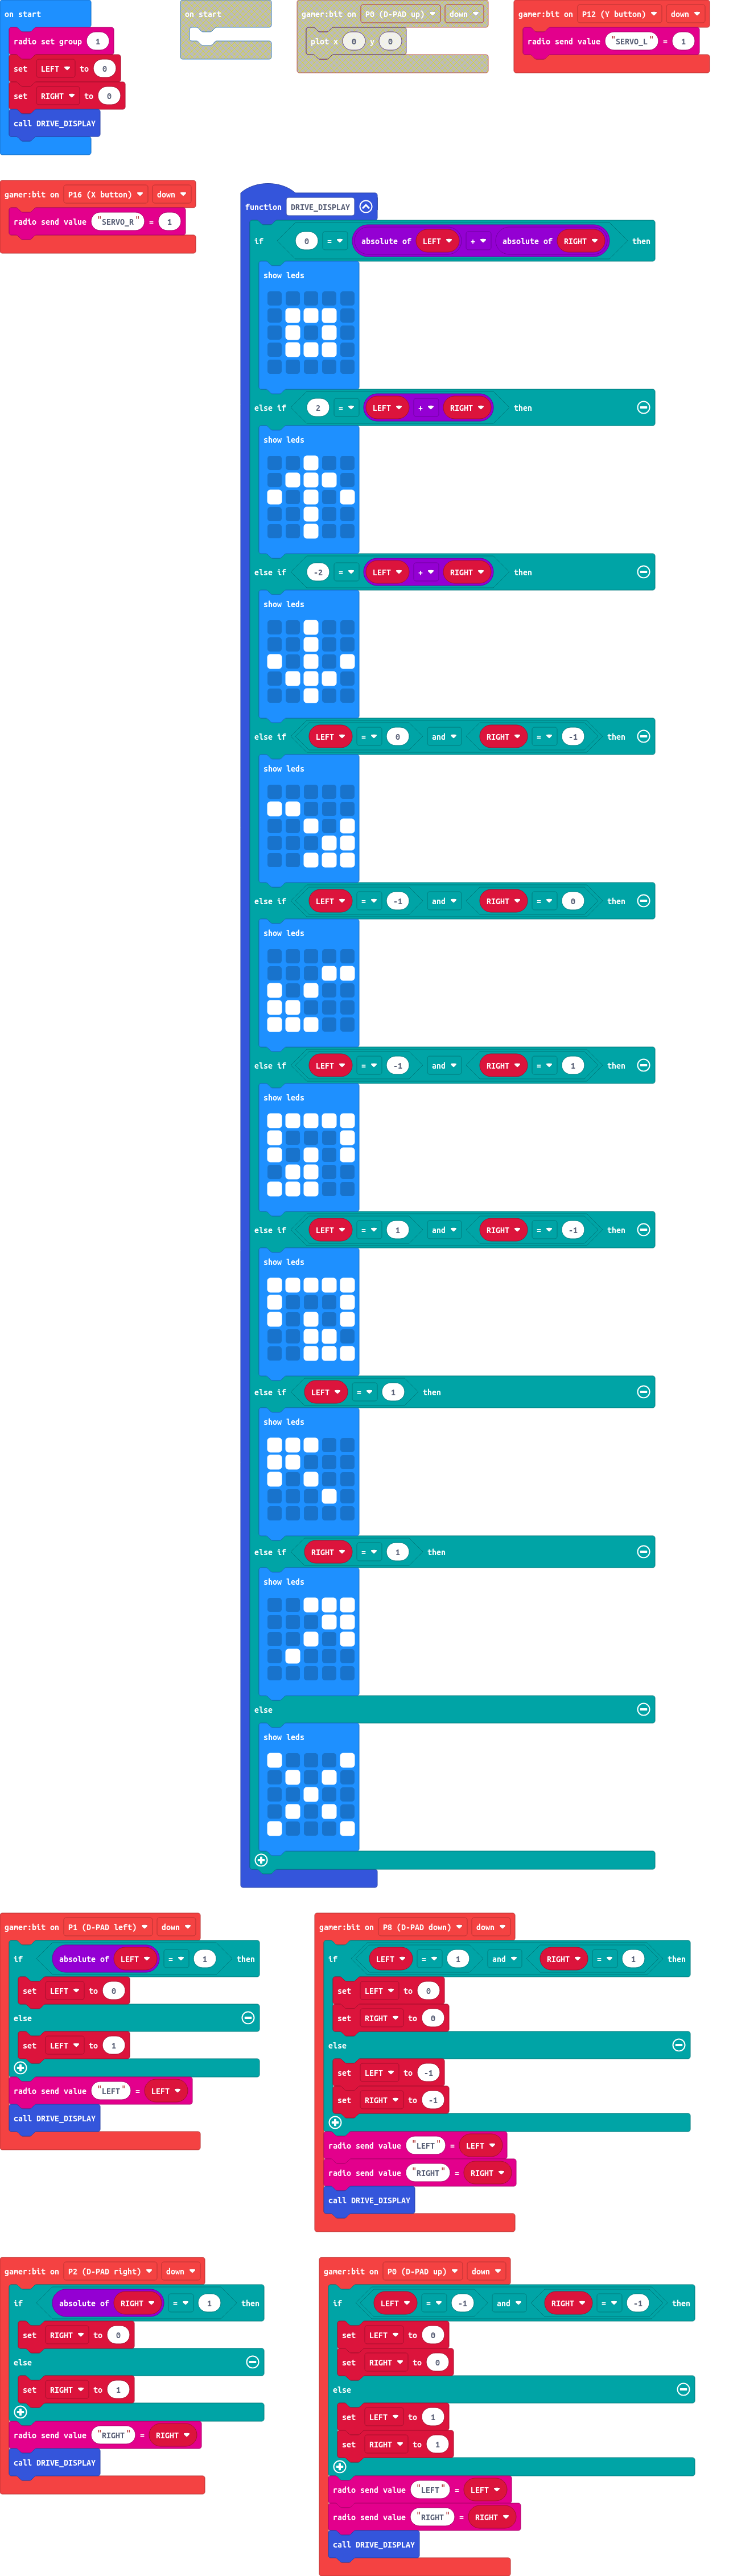 on start
radio set group 1
set LEFT to 0
set RIGHT to 0
call DRIVE_DISPLAY
on start
gamer:bit on P0 (D-PAD up) down
plot x 0 y 0
gamer:bit on P12 (Y button) down
radio send value "SERVO_L" = 1
gamer:bit on P16 (X button) down
radio send value "SERVO_R" = 1
function DRIVE_DISPLAY
if 0 = absolute of LEFT + absolute of RIGHT then
show leds
else if 2 = LEFT + RIGHT then
show leds
else if -2 = LEFT + RIGHT then
show leds
else if LEFT = 0 and RIGHT = -1 then
show leds
else if LEFT = -1 and RIGHT = 0 then
show leds
else if LEFT = -1 and RIGHT = 1 then
show leds
else if LEFT = 1 and RIGHT = -1 then
show leds
else if LEFT = 1 then
show leds
else if RIGHT = 1 then
show leds
else
show leds
gamer:bit on P1 (D-PAD left) down
if absolute of LEFT = 1 then
set LEFT to 0
else
set LEFT to 1
radio send value "LEFT" = LEFT
call DRIVE_DISPLAY
gamer:bit on P8 (D-PAD down) down
if LEFT = 1 and RIGHT = 1 then
set LEFT to 0
set RIGHT to 0
else
set LEFT to -1
set RIGHT to -1
radio send value "LEFT" = LEFT
radio send value "RIGHT" = RIGHT
call DRIVE_DISPLAY
gamer:bit on P2 (D-PAD right) down
if absolute of RIGHT = 1 then
set RIGHT to 0
else
set RIGHT to 1
radio send value "RIGHT" = RIGHT
call DRIVE_DISPLAY
gamer:bit on P0 (D-PAD up) down
if LEFT = -1 and RIGHT = -1 then
set LEFT to 0
set RIGHT to 0
else
set LEFT to 1
set RIGHT to 1
radio send value "LEFT" = LEFT
radio send value "RIGHT" = RIGHT
call DRIVE_DISPLAY